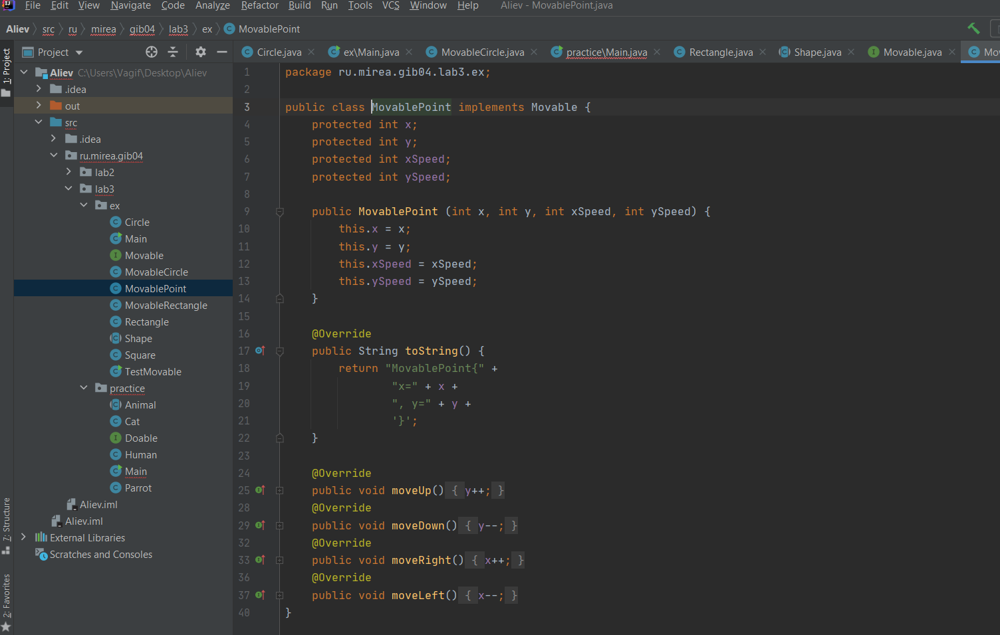 File Edit View Navigate Code Analyze Refactor Build Run Tools VCS Window Help Aliev - MovablePoint.java
Aliev src ru mirea gib04 lab3 ex MovablePoint
Project
Circle.java ex\Main.java MovableCircle.java practice\Main.java Rectangle.java Shape.java Movable.java Mov
1: Project
7: Structure
2: Favorites
Aliev C:\Users\Vagif\Desktop\Aliev
.idea
out
src
.idea
ru.mirea.gib04
lab2
lab3
ex
Circle
Main
Movable
MovableCircle
MovablePoint
MovableRectangle
Rectangle
Shape
Square
TestMovable
practice
Animal
Cat
Doable
Human
Main
Parrot
Aliev.iml
Aliev.iml
External Libraries
Scratches and Consoles
1 package ru.mirea.gib04.lab3.ex;
2
3 public class MovablePoint implements Movable {
4 protected int x;
5 protected int y;
6 protected int xSpeed;
7 protected int ySpeed;
8
9 public MovablePoint (int x, int y, int xSpeed, int ySpeed) {
10 this.x = x;
11 this.y = y;
12 this.xSpeed = xSpeed;
13 this.ySpeed = ySpeed;
14 }
15
16 @Override
17 public String toString() {
18 return "MovablePoint{" +
19 "x=" + x +
20 ", y=" + y +
21 '}';
22 }
23
24 @Override
25 public void moveUp() { y++; }
28 @Override
29 public void moveDown() { y--; }
32 @Override
33 public void moveRight() { x++; }
36 @Override
37 public void moveLeft() { x--; }
40 }